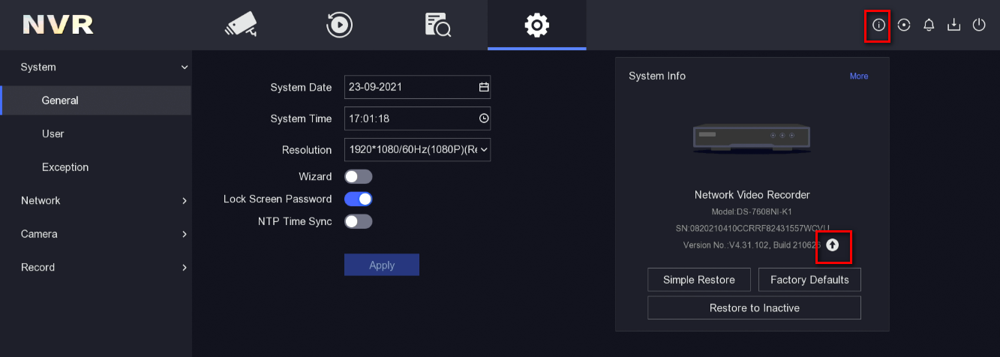 NVR
System
General
User
Exception
Network
Camera
Record
System Date 23-09-2021
System Time 17:01:18
Resolution 1920*1080/60Hz(1080P)(Re
Wizard
Lock Screen Password
NTP Time Sync
Apply
System Info More
Network Video Recorder
Model:DS-7608NI-K1
SN:0820210410CCRRF82431557WCVU
Version No.:V4.31.102, Build 210626
Simple Restore Factory Defaults
Restore to Inactive